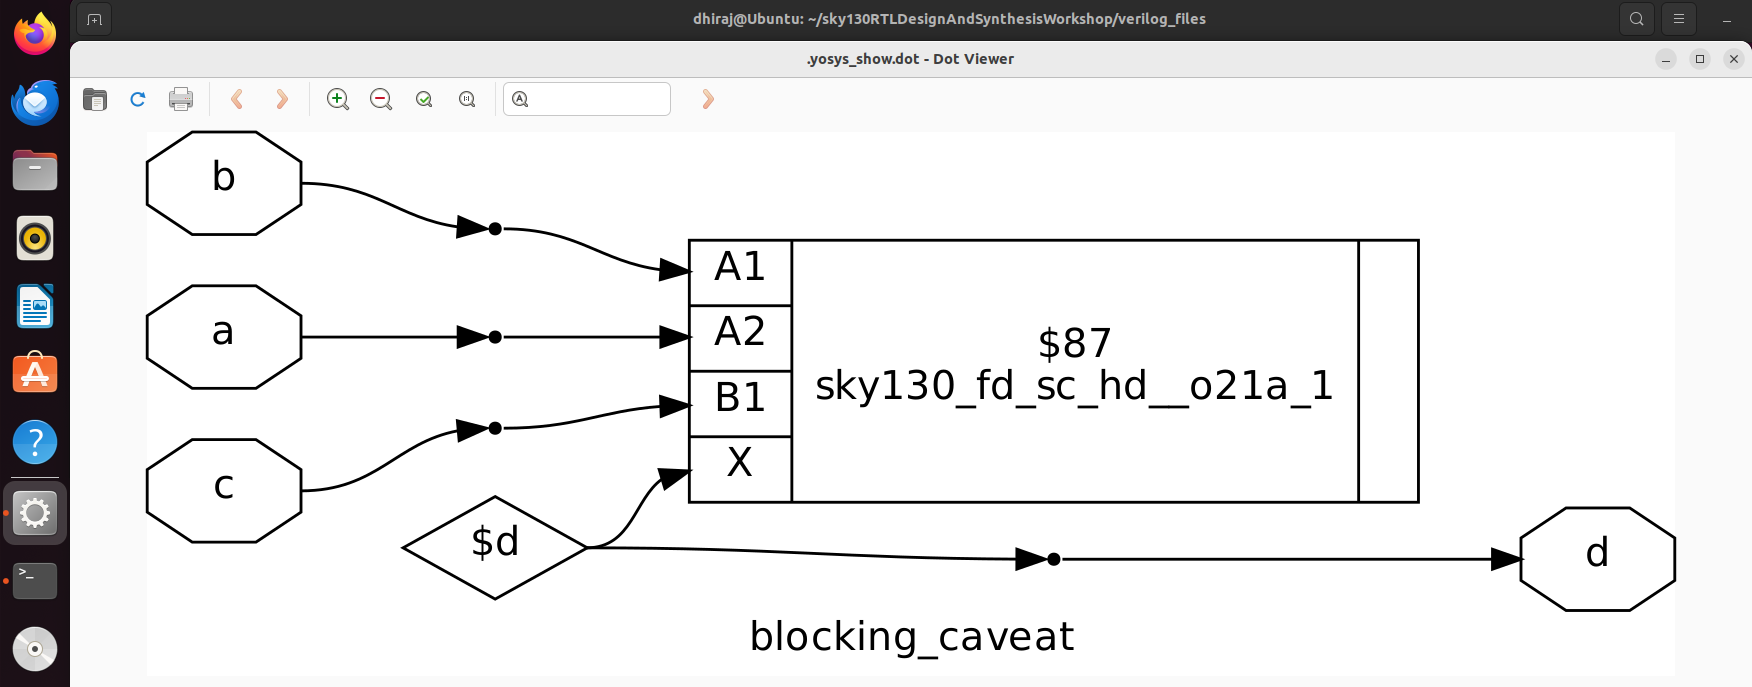 dhiraj@Ubuntu: ~/sky130RTLDesignAndSynthesisWorkshop/verilog_files
.yosys_show.dot - Dot Viewer
b
a
c
A1
A2
B1
X
$87
sky130_fd_sc_hd__o21a_1
$d
d
blocking_caveat